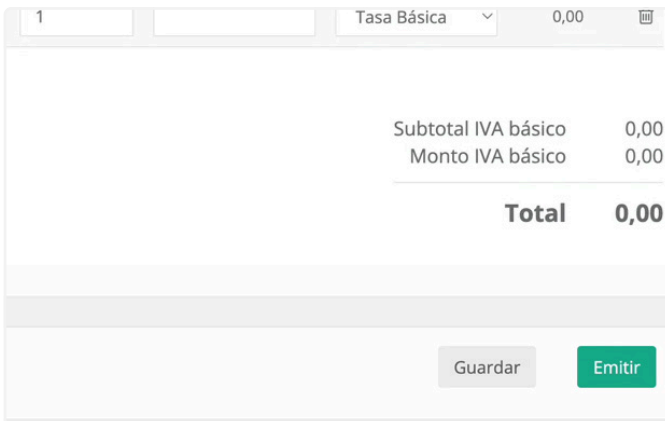 1 Tasa Básica 0,00
Subtotal IVA básico 0,00
Monto IVA básico 0,00
Total 0,00
Guardar Emitir